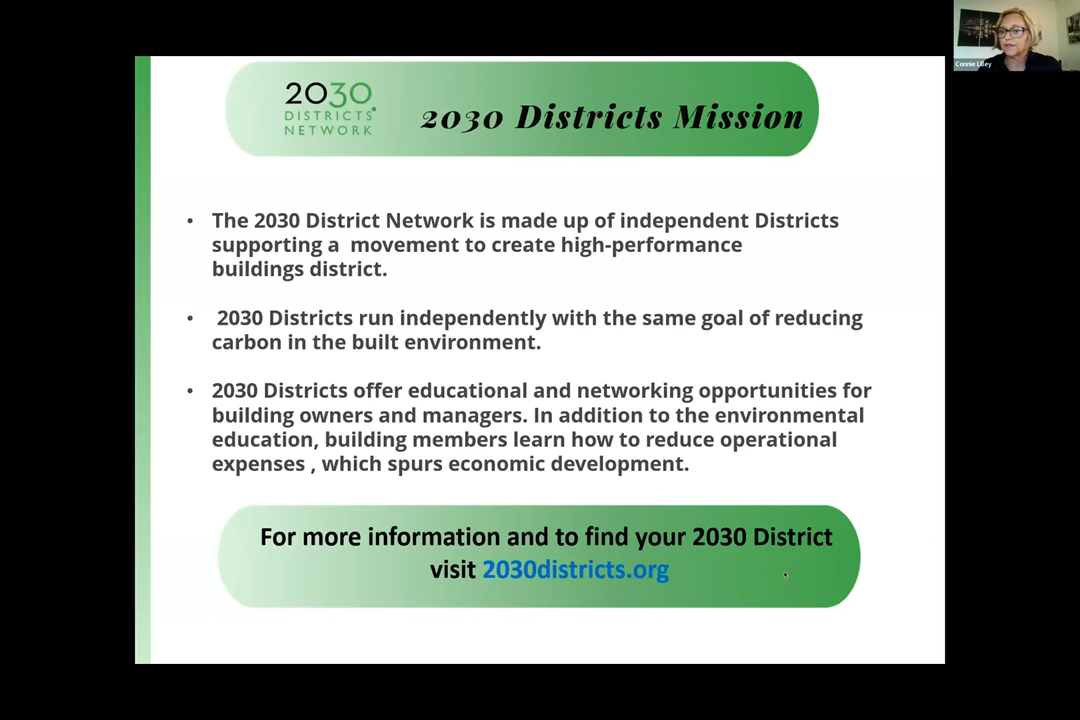 2030
DISTRICTS®
NETWORK
2030 Districts Mission
Connie Lilley
• The 2030 District Network is made up of independent Districts
supporting a movement to create high-performance
buildings district.
• 2030 Districts run independently with the same goal of reducing
carbon in the built environment.
• 2030 Districts offer educational and networking opportunities for
building owners and managers. In addition to the environmental
education, building members learn how to reduce operational
expenses , which spurs economic development.
For more information and to find your 2030 District
visit 2030districts.org